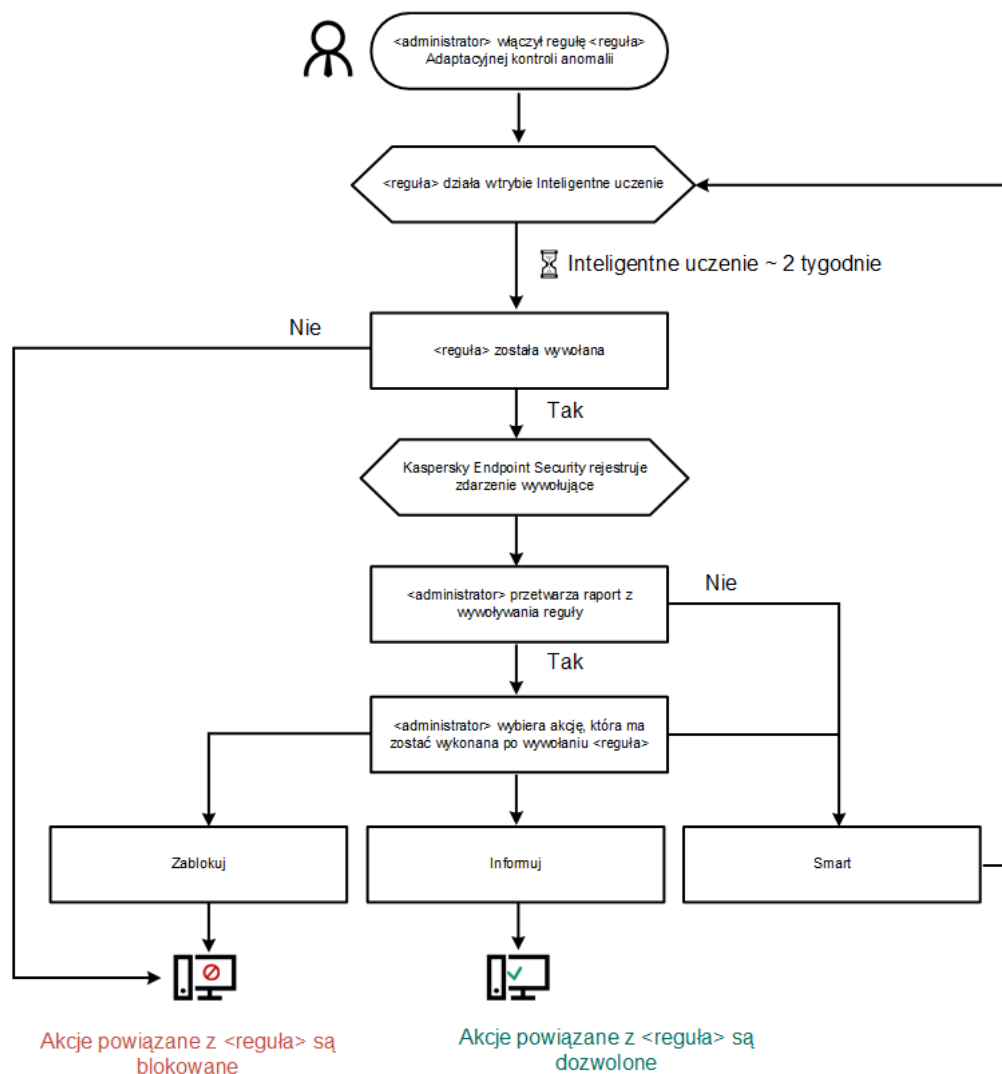 <administrator> włączył regułę <reguła>
Adaptacyjnej kontroli anomalii
<reguła> działa wtrybie Inteligentne uczenie
Inteligentne uczenie ~ 2 tygodnie
Nie
<reguła> została wywołana
Tak
Kaspersky Endpoint Security rejestruje
zdarzenie wywołujące
<administrator> przetwarza raport z
wywoływania reguły
Nie
Tak
<administrator> wybiera akcję, która ma
zostać wykonana po wywołaniu <reguła>
Zablokuj
Informuj
Smart
Akcje powiązane z <reguła> są
blokowane
Akcje powiązane z <reguła> są
dozwolone